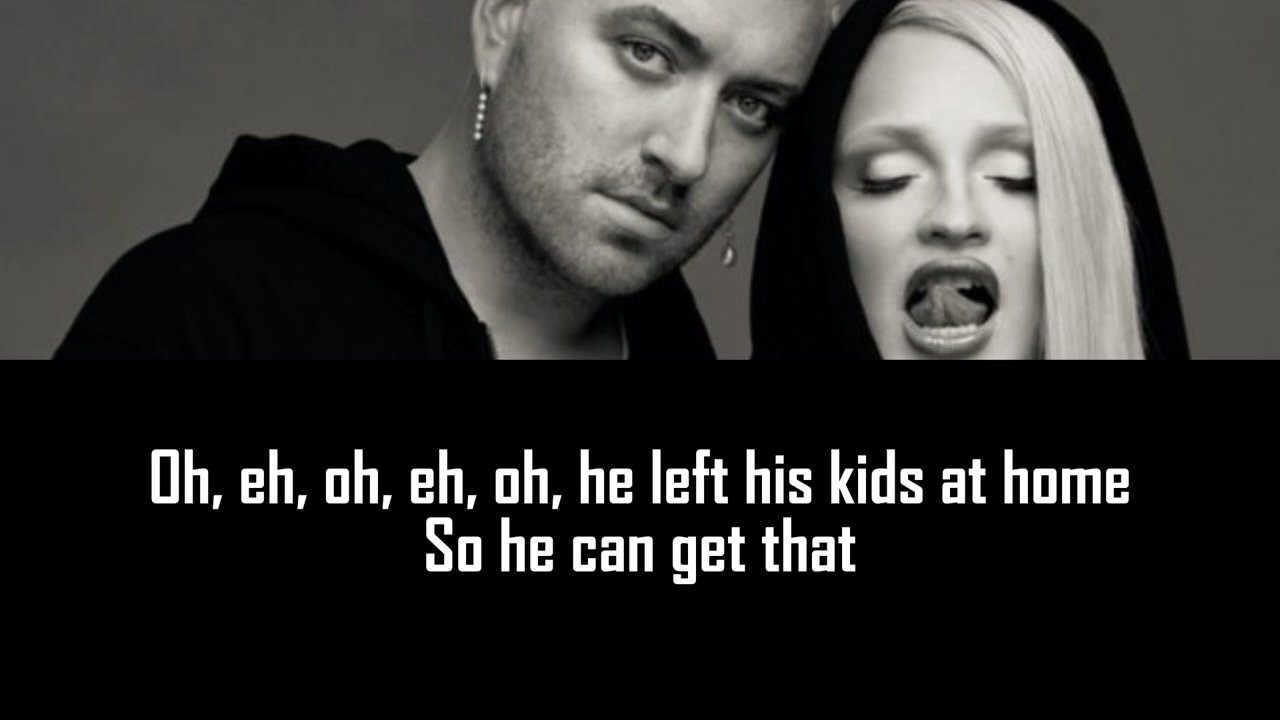 Oh, eh, oh, eh, oh, he left his kids at home
So he can get that